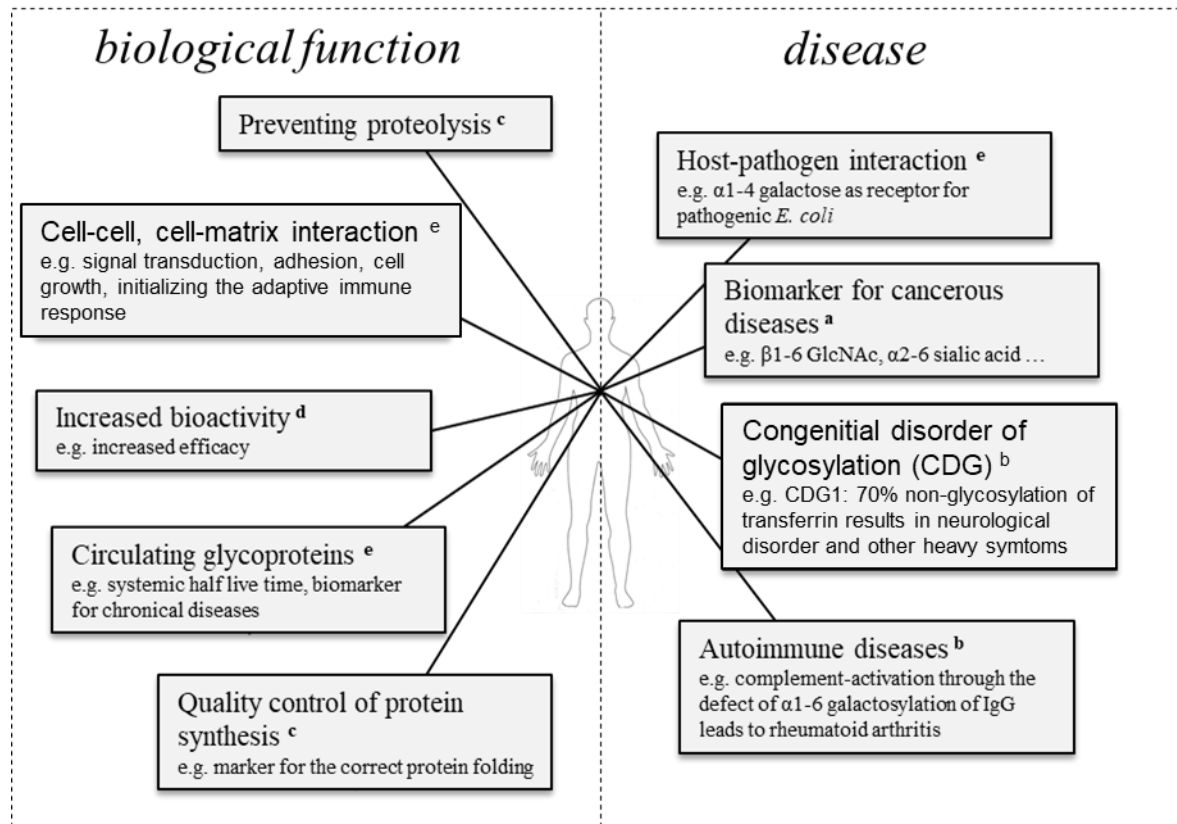 biological function
Preventing proteolysis c
Cell-cell, cell-matrix interaction e
e.g. signal transduction, adhesion, cell
growth, initializing the adaptive immune
response
Increased bioactivity d
e.g. increased efficacy
Circulating glycoproteins e
e.g. systemic half live time, biomarker
for chronical diseases
Quality control of protein
synthesis c
e.g. marker for the correct protein folding
disease
Host-pathogen interaction e
e.g. α1-4 galactose as receptor for
pathogenic E. coli
Biomarker for cancerous
diseases a
e.g. β1-6 GlcNAc, α2-6 sialic acid ...
Congenitial disorder of
glycosylation (CDG) b
e.g. CDG1: 70% non-glycosylation of
transferrin results in neurological
disorder and other heavy symtoms
Autoimmune diseases b
e.g. complement-activation through the
defect of α1-6 galactosylation of IgG
leads to rheumatoid arthritis